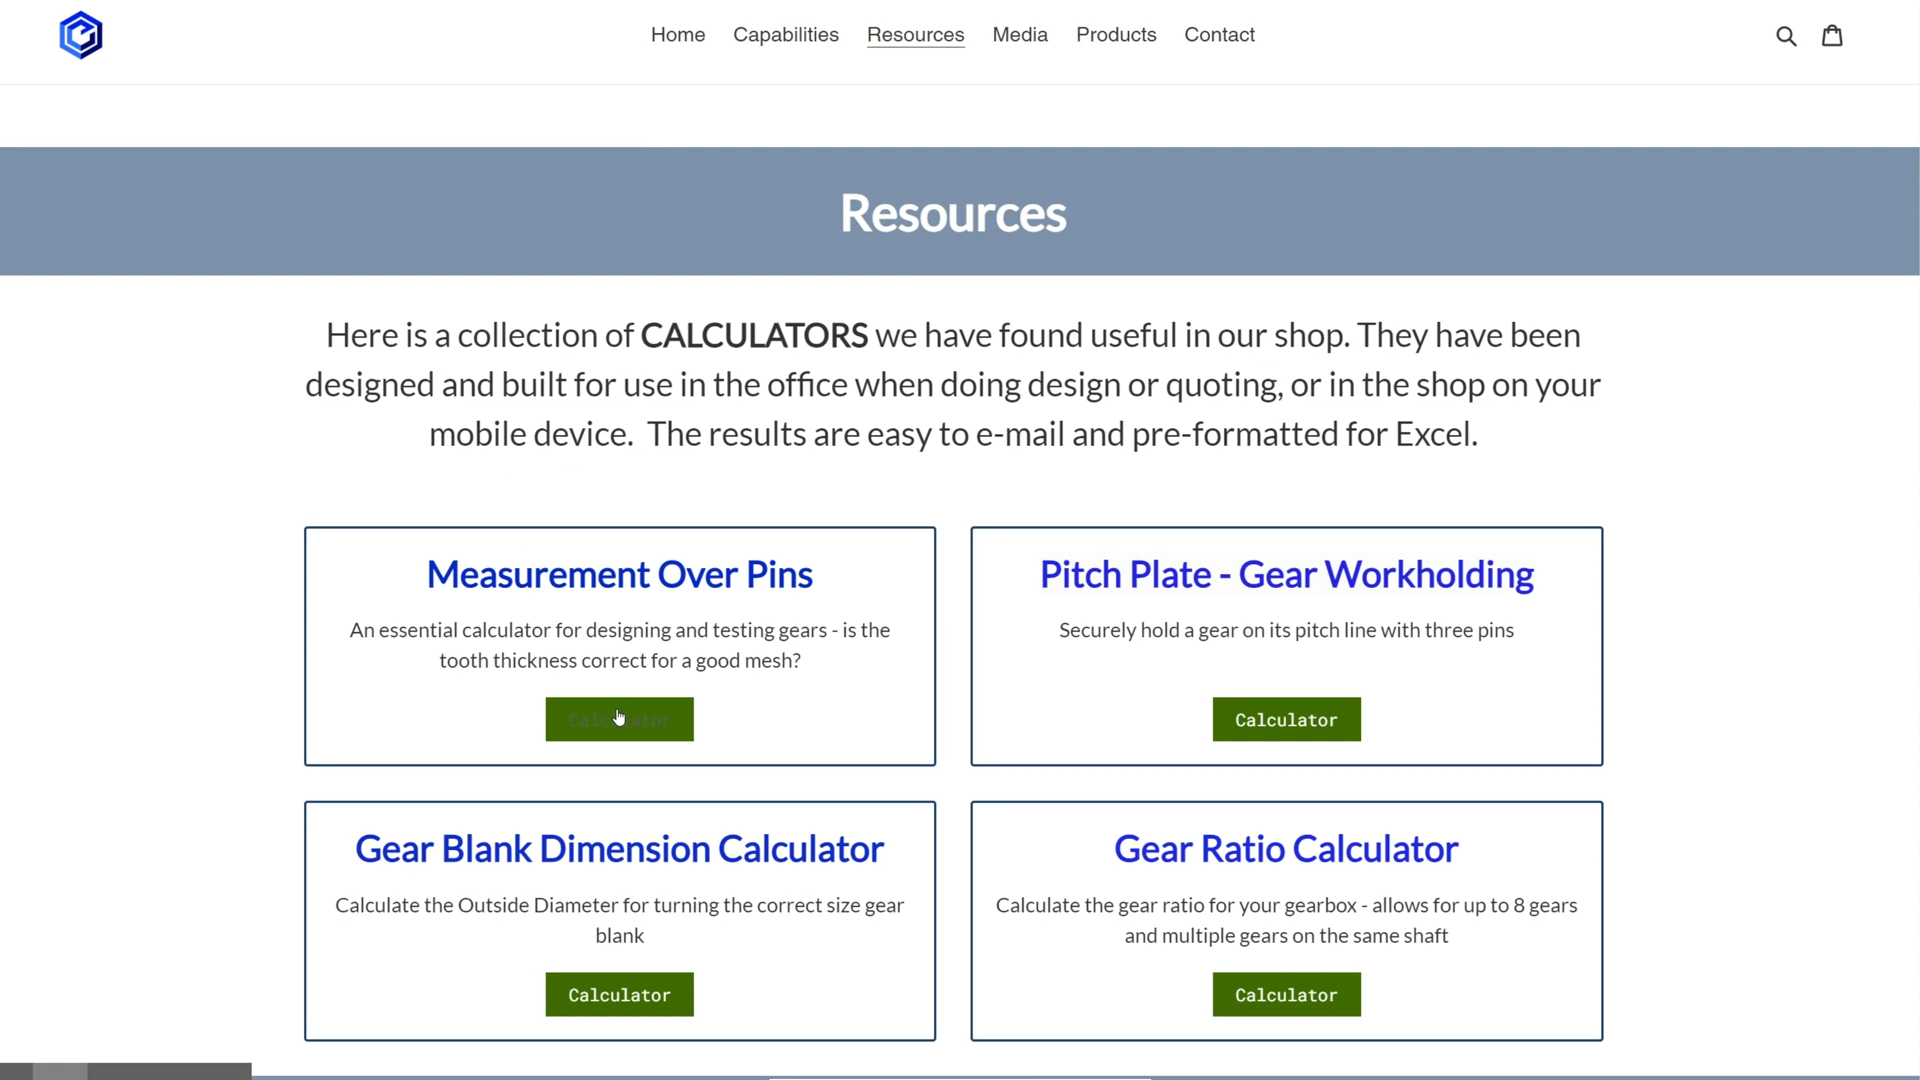 Home Capabilities Resources Media Products Contact
Resources
Here is a collection of CALCULATORS we have found useful in our shop. They have been
designed and built for use in the office when doing design or quoting, or in the shop on your
mobile device. The results are easy to e-mail and pre-formatted for Excel.
Measurement Over Pins
An essential calculator for designing and testing gears - is the
tooth thickness correct for a good mesh?
Calculator
Pitch Plate - Gear Workholding
Securely hold a gear on its pitch line with three pins
Calculator
Gear Blank Dimension Calculator
Calculate the Outside Diameter for turning the correct size gear
blank
Calculator
Gear Ratio Calculator
Calculate the gear ratio for your gearbox - allows for up to 8 gears
and multiple gears on the same shaft
Calculator